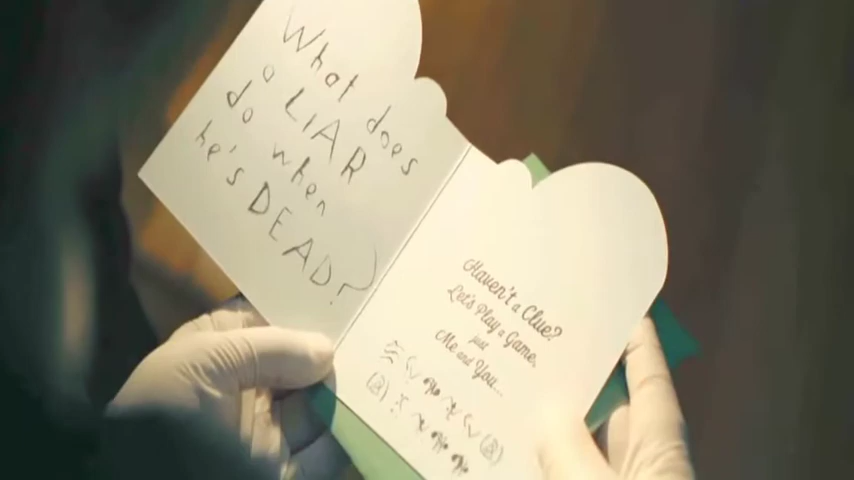 What does
a LIAR
do when
he's DEAD?
Haven't a Clue?
Let's Play a Game,
just
Me and You...